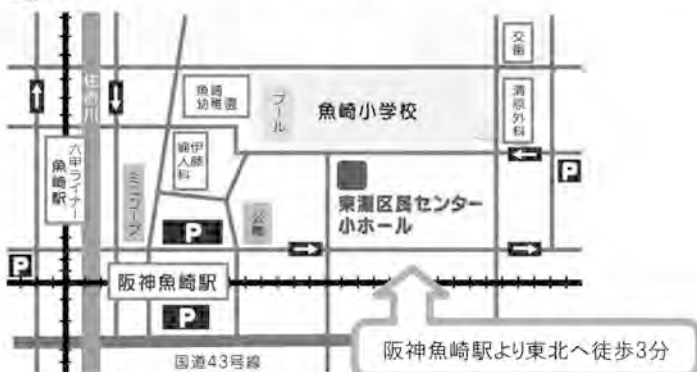 交番
住吉川
魚崎
幼稚園
プール
魚崎小学校
清原外科
六甲ライナー
魚崎駅
伊藤
婦人科
ミニコープ
公園
東灘区民センター
小ホール
P
P
P
阪神魚崎駅
P
国道43号線
阪神魚崎駅より東北へ徒歩3分